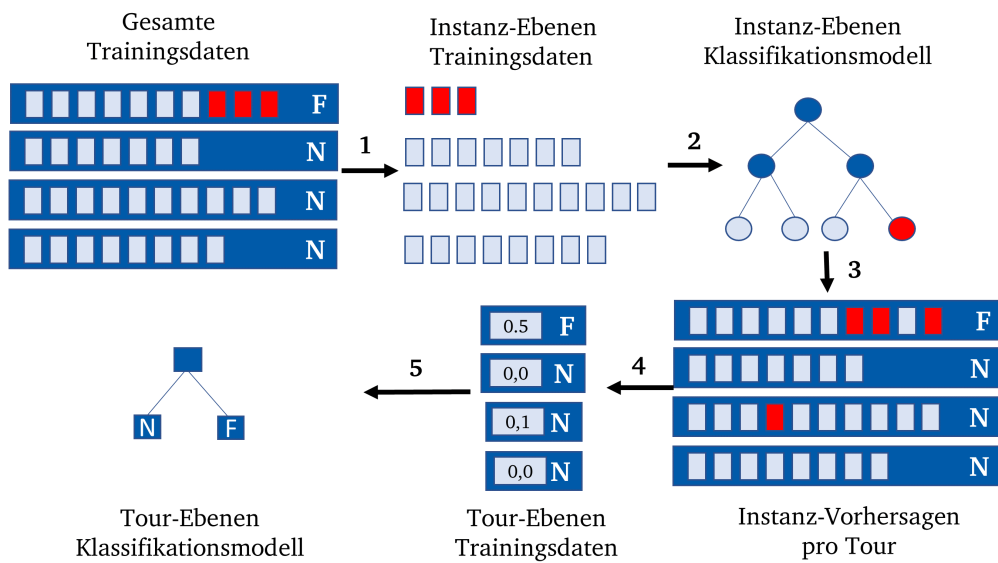 Gesamte
Trainingsdaten
Instanz-Ebenen
Trainingsdaten
Instanz-Ebenen
Klassifikationsmodell
F
N
N
N
1
2
3
F
N
N
N
4
0.5 F
0,0 N
0,1 N
0,0 N
5
N F
Tour-Ebenen
Klassifikationsmodell
Tour-Ebenen
Trainingsdaten
Instanz-Vorhersagen
pro Tour